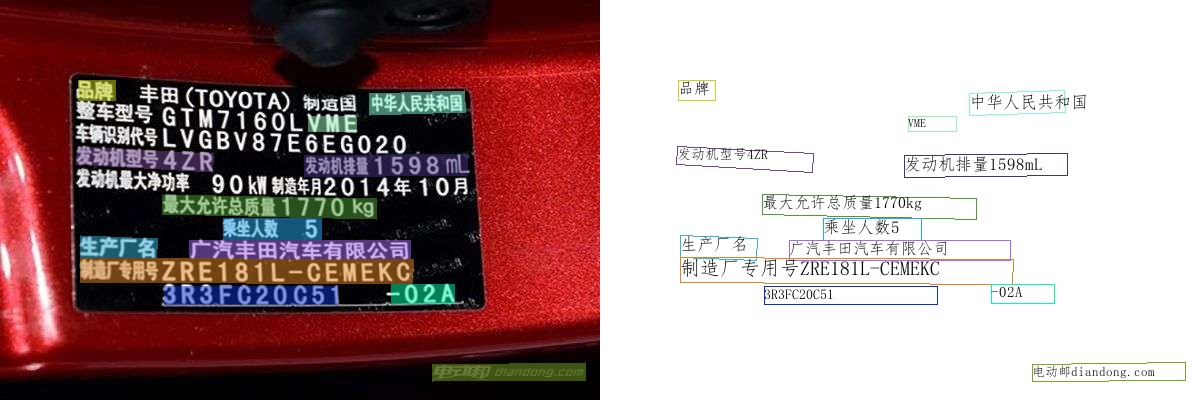 品牌 丰田(TOYOTA) 制造国 中华人民共和国
整车型号 GTM7160LVME
车辆识别代号 LVGBV87E6EG020
发动机型号 4ZR 发动机排量 1598 mL
发动机最大净功率 90 kW 制造年月 2014年10月
最大允许总质量 1770 kg
乘坐人数 5
生产厂名 广汽丰田汽车有限公司
制造厂专用号 ZRE181L-CEMEKC
3R3FC20C51 -02A
电动邦 diandong.com
品牌
中华人民共和国
VME
发动机型号4ZR
发动机排量1598mL
最大允许总质量1770kg
乘坐人数5
生产厂名
广汽丰田汽车有限公司
制造厂专用号ZRE181L-CEMEKC
3R3FC20C51
-02A
电动邮diandong.com